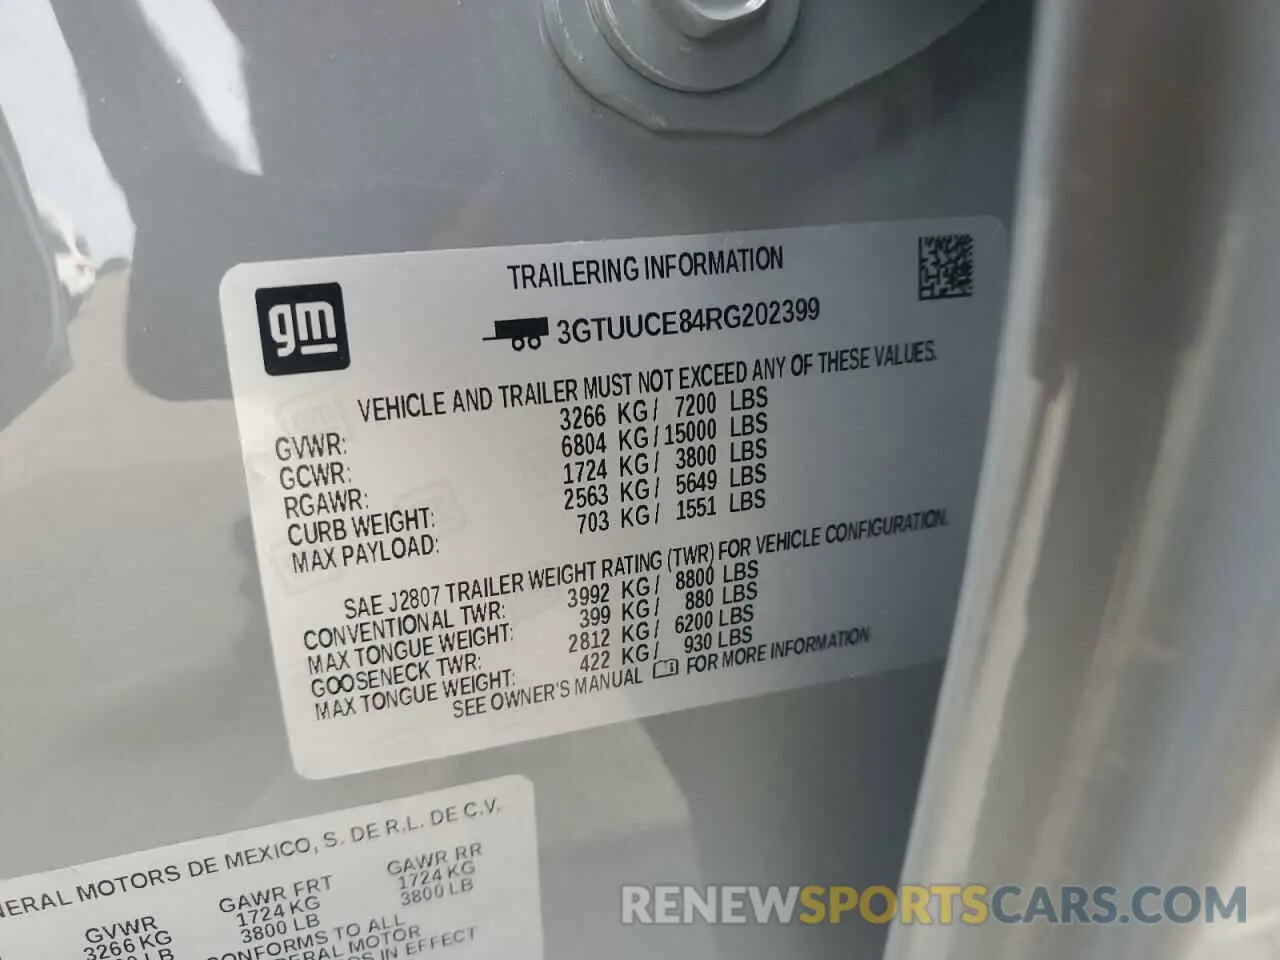 gm
TRAILERING INFORMATION
3GTUUCE84RG202399
VEHICLE AND TRAILER MUST NOT EXCEED ANY OF THESE VALUES.
GVWR: 3266 KG/ 7200 LBS
GCWR: 6804 KG/15000 LBS
RGAWR: 1724 KG/ 3800 LBS
CURB WEIGHT: 2563 KG/ 5649 LBS
MAX PAYLOAD: 703 KG/ 1551 LBS
SAE J2807 TRAILER WEIGHT RATING (TWR) FOR VEHICLE CONFIGURATION.
CONVENTIONAL TWR: 3992 KG/ 8800 LBS
MAX TONGUE WEIGHT: 399 KG/ 880 LBS
GOOSENECK TWR: 2812 KG/ 6200 LBS
MAX TONGUE WEIGHT: 422 KG/ 930 LBS
SEE OWNER'S MANUAL FOR MORE INFORMATION
NERAL MOTORS DE MEXICO, S. DE R.L. DE C.V.
GVWR GAWR FRT GAWR RR
3266 KG 1724 KG 1724 KG
LB 3800 LB 3800 LB
CONFORMS TO ALL
DERAL MOTOR
IN EFFECT
RENEWSPORTSCARS.COM